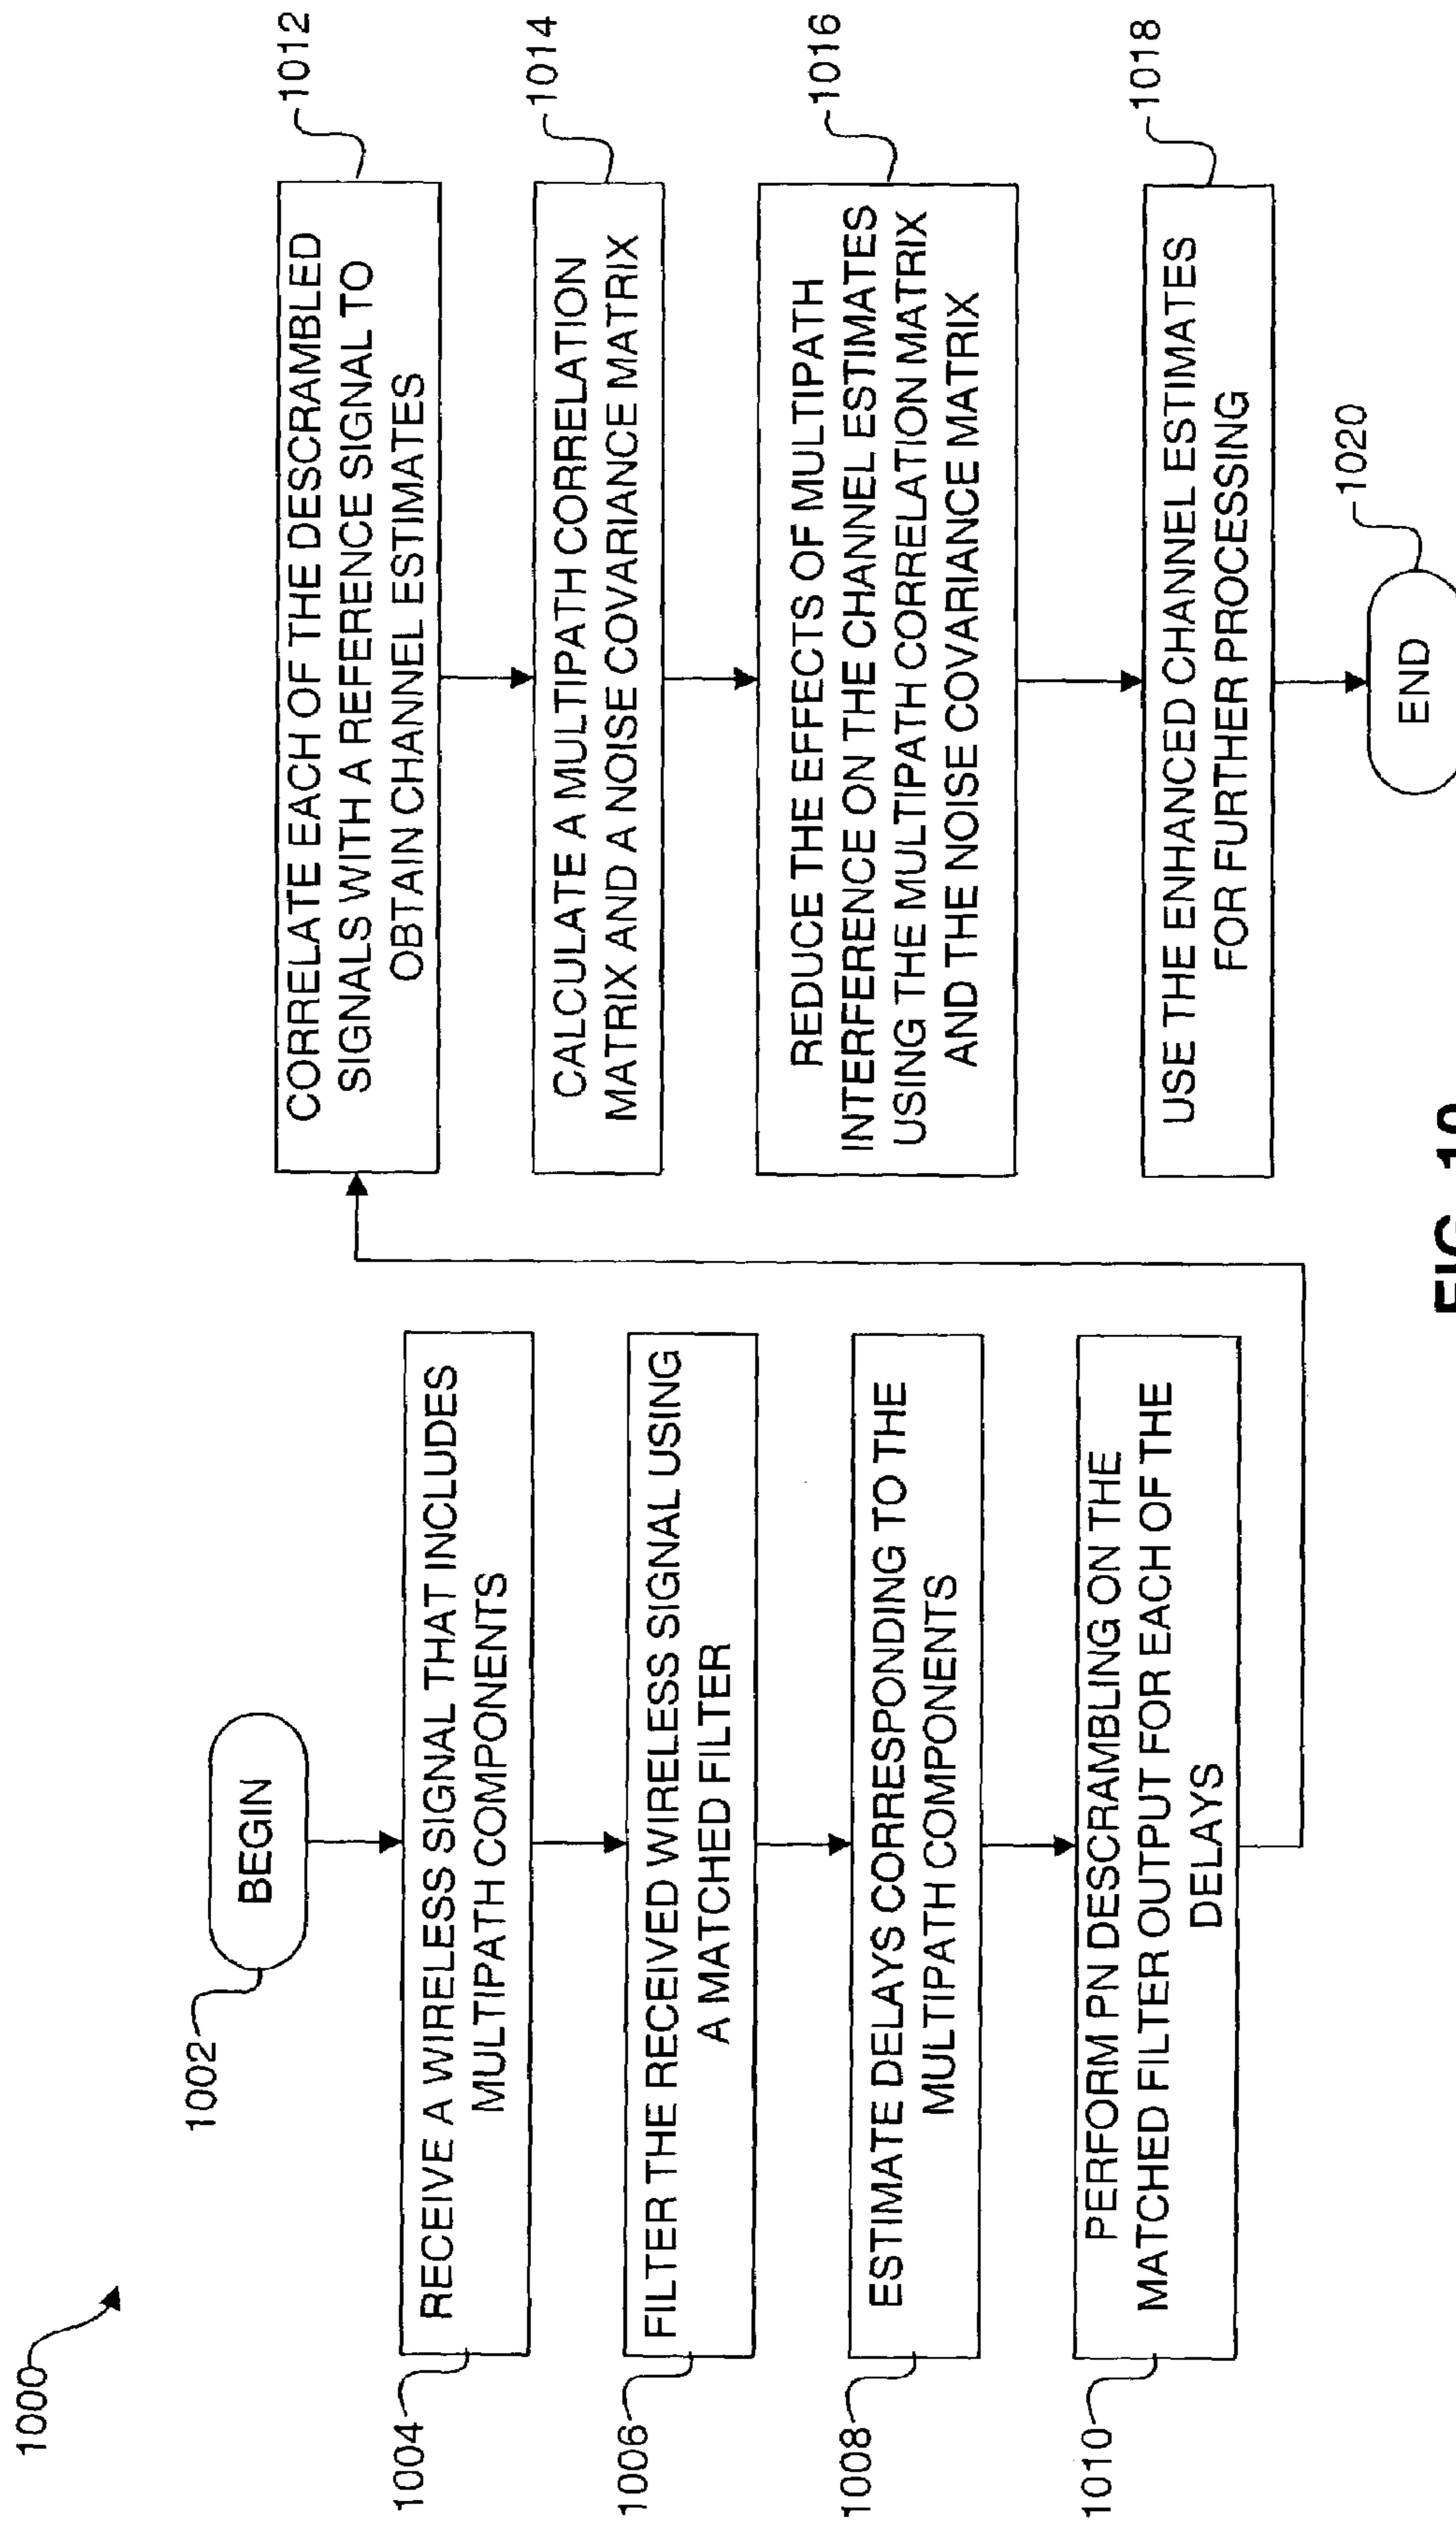 1000
1002
BEGIN
1004
RECEIVE A WIRELESS SIGNAL THAT INCLUDES
MULTIPATH COMPONENTS
1006
FILTER THE RECEIVED WIRELESS SIGNAL USING
A MATCHED FILTER
1008
ESTIMATE DELAYS CORRESPONDING TO THE
MULTIPATH COMPONENTS
1010
PERFORM PN DESCRAMBLING ON THE
MATCHED FILTER OUTPUT FOR EACH OF THE
DELAYS
CORRELATE EACH OF THE DESCRAMBLED
SIGNALS WITH A REFERENCE SIGNAL TO
OBTAIN CHANNEL ESTIMATES
1012
CALCULATE A MULTIPATH CORRELATION
MATRIX AND A NOISE COVARIANCE MATRIX
1014
REDUCE THE EFFECTS OF MULTIPATH
INTERFERENCE ON THE CHANNEL ESTIMATES
USING THE MULTIPATH CORRELATION MATRIX
AND THE NOISE COVARIANCE MATRIX
1016
USE THE ENHANCED CHANNEL ESTIMATES
FOR FURTHER PROCESSING
1018
END
1020
FIG. 10